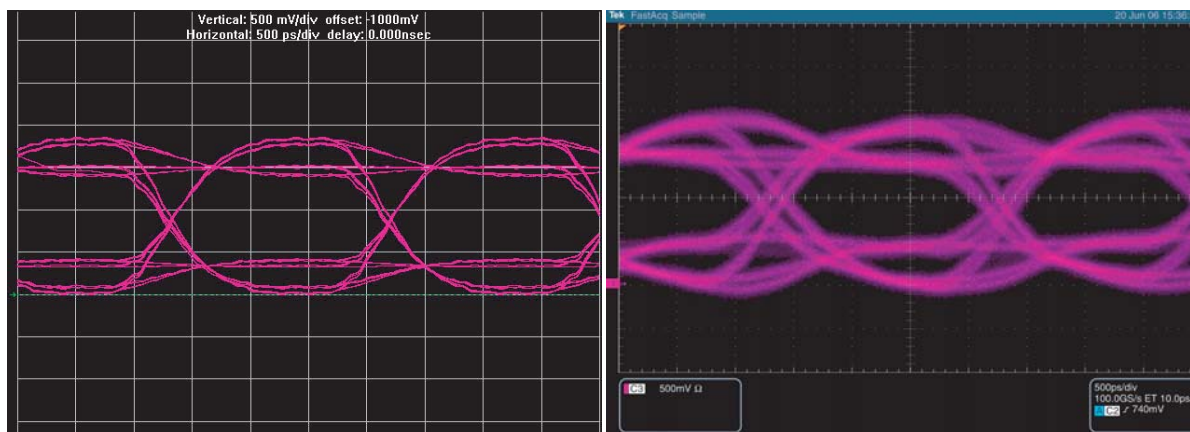 Vertical: 500 mV/div offset: -1000mV
Horizontal: 500 ps/div delay: 0.000nsec
Tek FastAcq Sample
20 Jun 06 15:36:
C3 500mV Ω
500ps/div
100.0GS/s ET 10.0ps
A C2 740mV